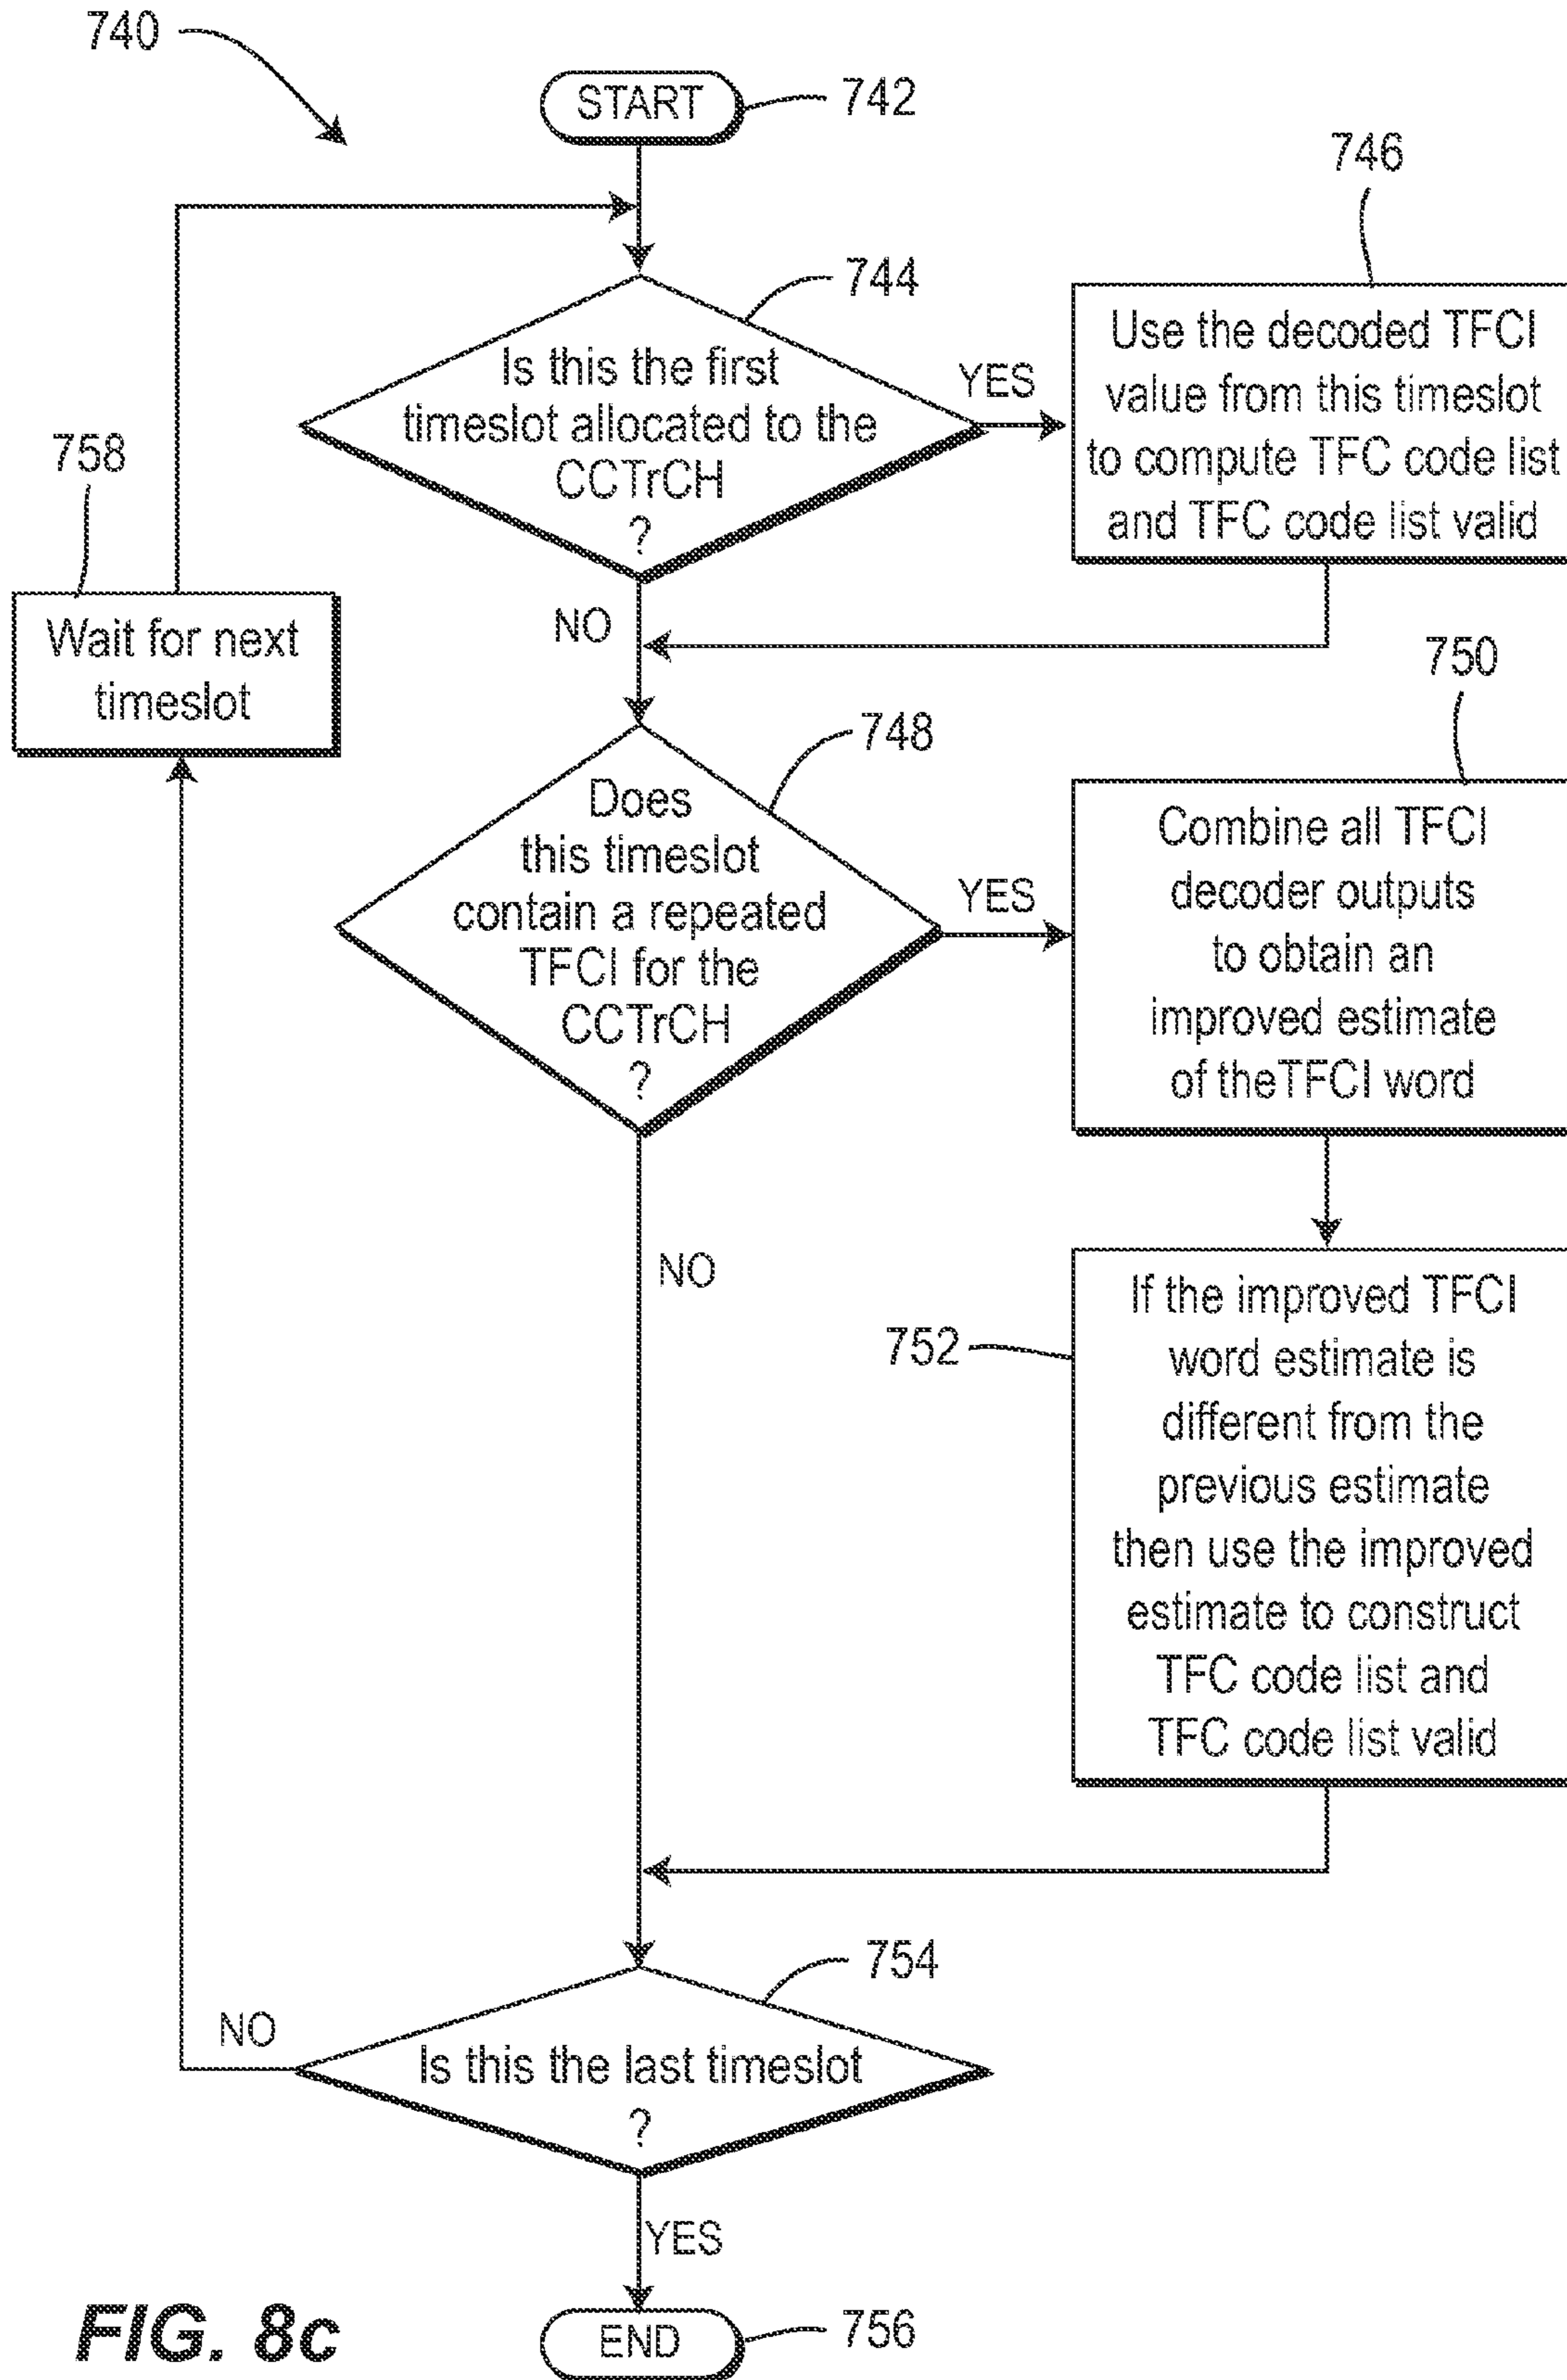 740
START
742
744
Is this the first
timeslot allocated to the
CCTrCH
?
YES
746
Use the decoded TFCI
value from this timeslot
to compute TFC code list
and TFC code list valid
NO
758
Wait for next
timeslot
748
Does
this timeslot
contain a repeated
TFCI for the
CCTrCH
?
YES
750
Combine all TFCI
decoder outputs
to obtain an
improved estimate
of theTFCI word
NO
752
If the improved TFCI
word estimate is
different from the
previous estimate
then use the improved
estimate to construct
TFC code list and
TFC code list valid
754
Is this the last timeslot
?
NO
YES
END
756
FIG. 8c